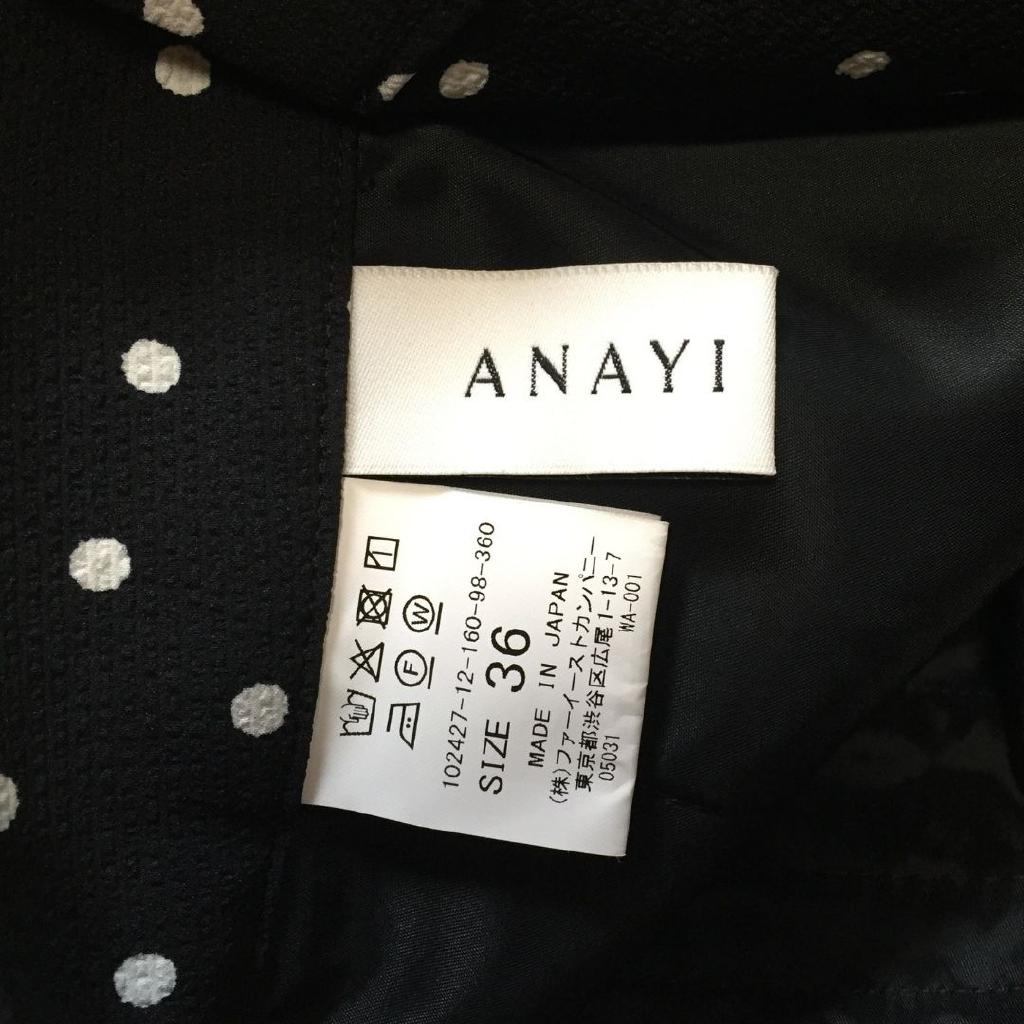 ANAYI
F W
102427-12-160-98-360
SIZE 36
MADE IN JAPAN
(株)ファーイーストカンパニー
東京都渋谷区広尾1-13-7
05031 WA-001